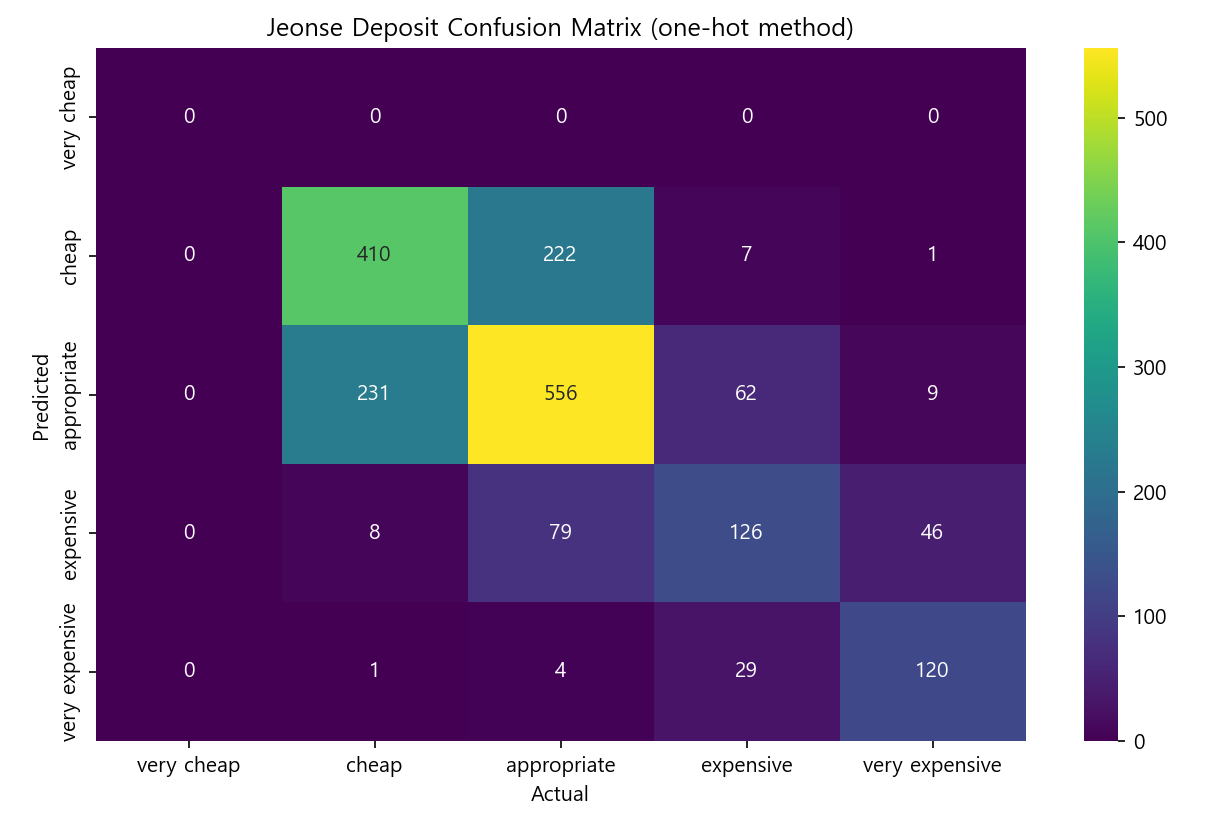 Jeonse Deposit Confusion Matrix (one-hot method)
Predicted
very cheap
0 0 0 0 0
cheap
0 410 222 7 1
appropriate
0 231 556 62 9
expensive
0 8 79 126 46
very expensive
0 1 4 29 120
very cheap cheap appropriate expensive very expensive
Actual
500
400
300
200
100
0